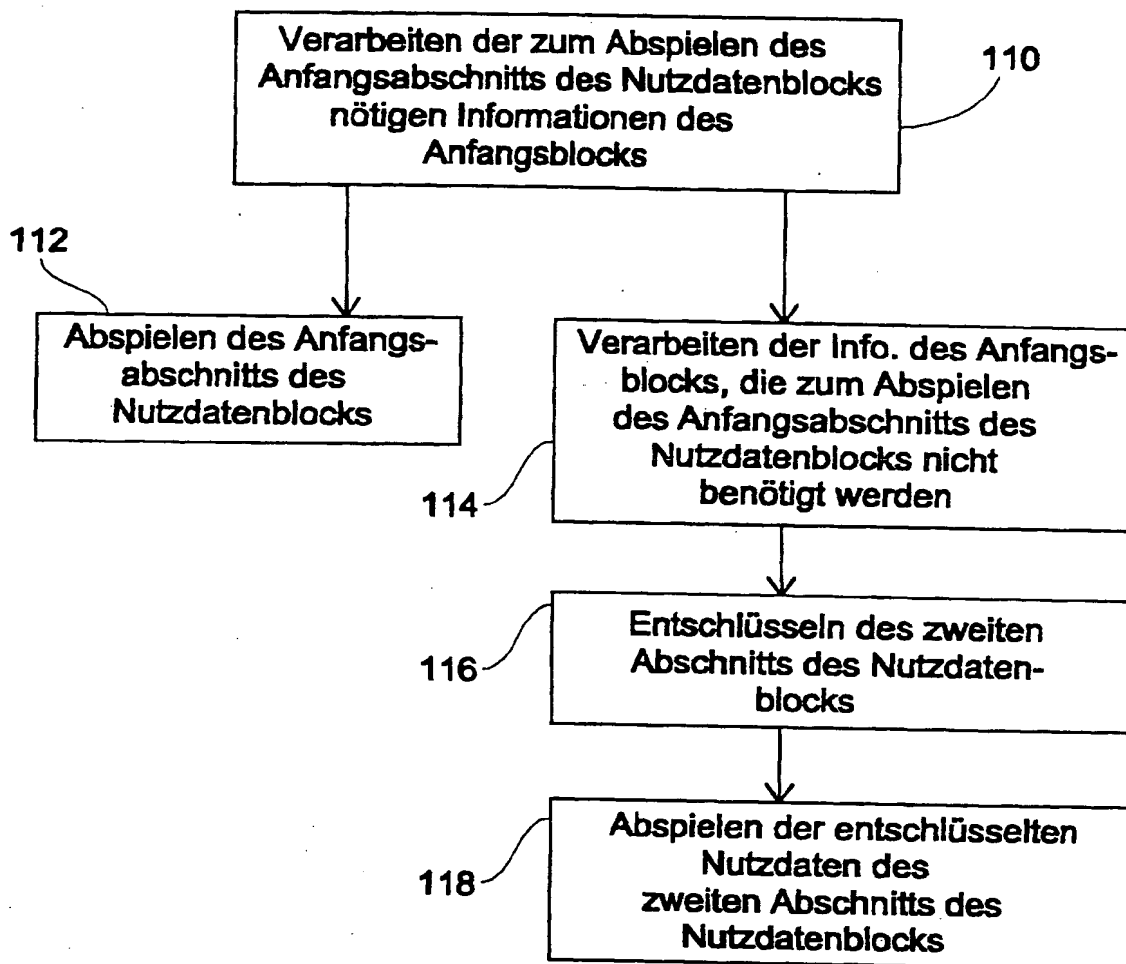 Verarbeiten der zum Abspielen des
Anfangsabschnitts des Nutzdatenblocks
nötigen Informationen des
Anfangsblocks
110
112
Abspielen des Anfangs-
abschnitts des
Nutzdatenblocks
Verarbeiten der Info. des Anfangs-
blocks, die zum Abspielen
des Anfangsabschnitts des
Nutzdatenblocks nicht
benötigt werden
114
Entschlüsseln des zweiten
Abschnitts des Nutzdaten-
blocks
116
Abspielen der entschlüsselten
Nutzdaten des
zweiten Abschnitts des
Nutzdatenblocks
118